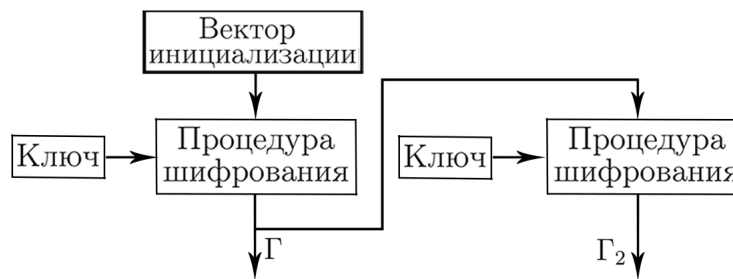 Вектор
инициализации
Ключ
Процедура
шифрования
Ключ
Процедура
шифрования
Г
Г₂